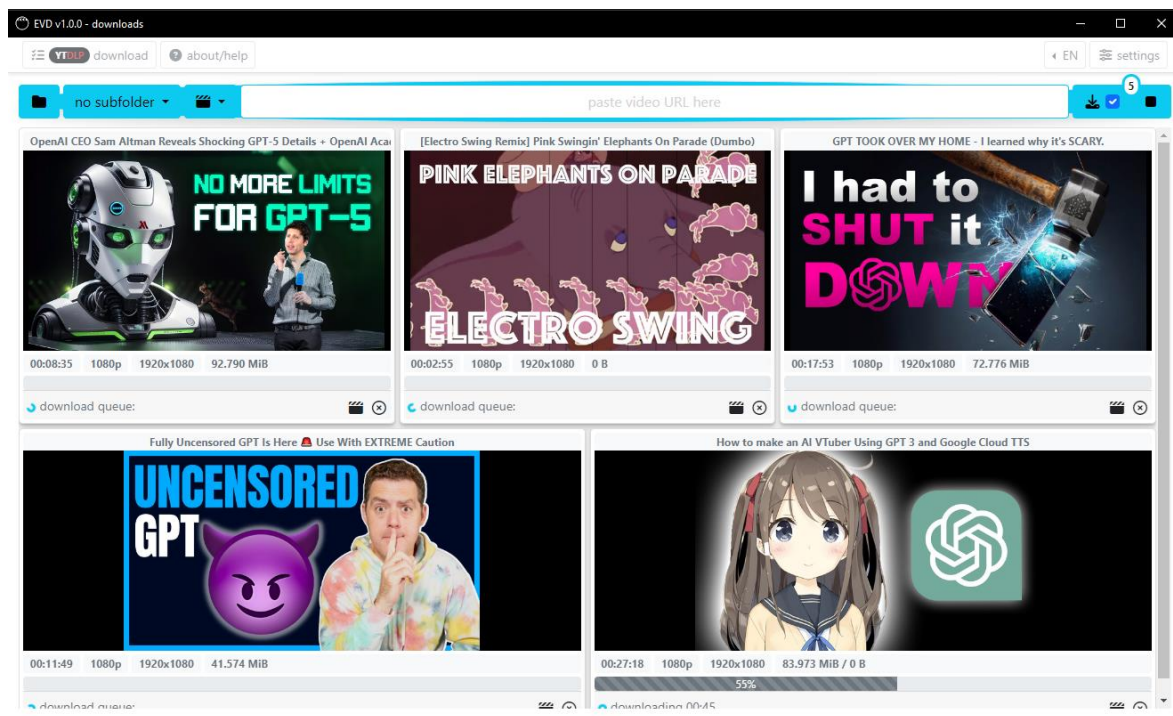 EVD v1.0.0 - downloads
YTDLP download
about/help
EN
settings
no subfolder
paste video URL here
5
OpenAI CEO Sam Altman Reveals Shocking GPT-5 Details + OpenAI Aca
NO MORE LIMITS
FOR GPT-5
00:08:35 1080p 1920x1080 92.790 MiB
download queue:
[Electro Swing Remix] Pink Swingin' Elephants On Parade (Dumbo)
PINK ELEPHANTS ON PARADE
ELECTRO SWING
00:02:55 1080p 1920x1080 0 B
download queue:
GPT TOOK OVER MY HOME - I learned why it's SCARY.
I had to
SHUT it
DOWN
00:17:53 1080p 1920x1080 72.776 MiB
download queue:
Fully Uncensored GPT Is Here 🚨 Use With EXTREME Caution
UNCENSORED
GPT
00:11:49 1080p 1920x1080 41.574 MiB
download queue:
How to make an AI VTuber Using GPT 3 and Google Cloud TTS
00:27:18 1080p 1920x1080 83.973 MiB / 0 B
55%
downloading 00:45